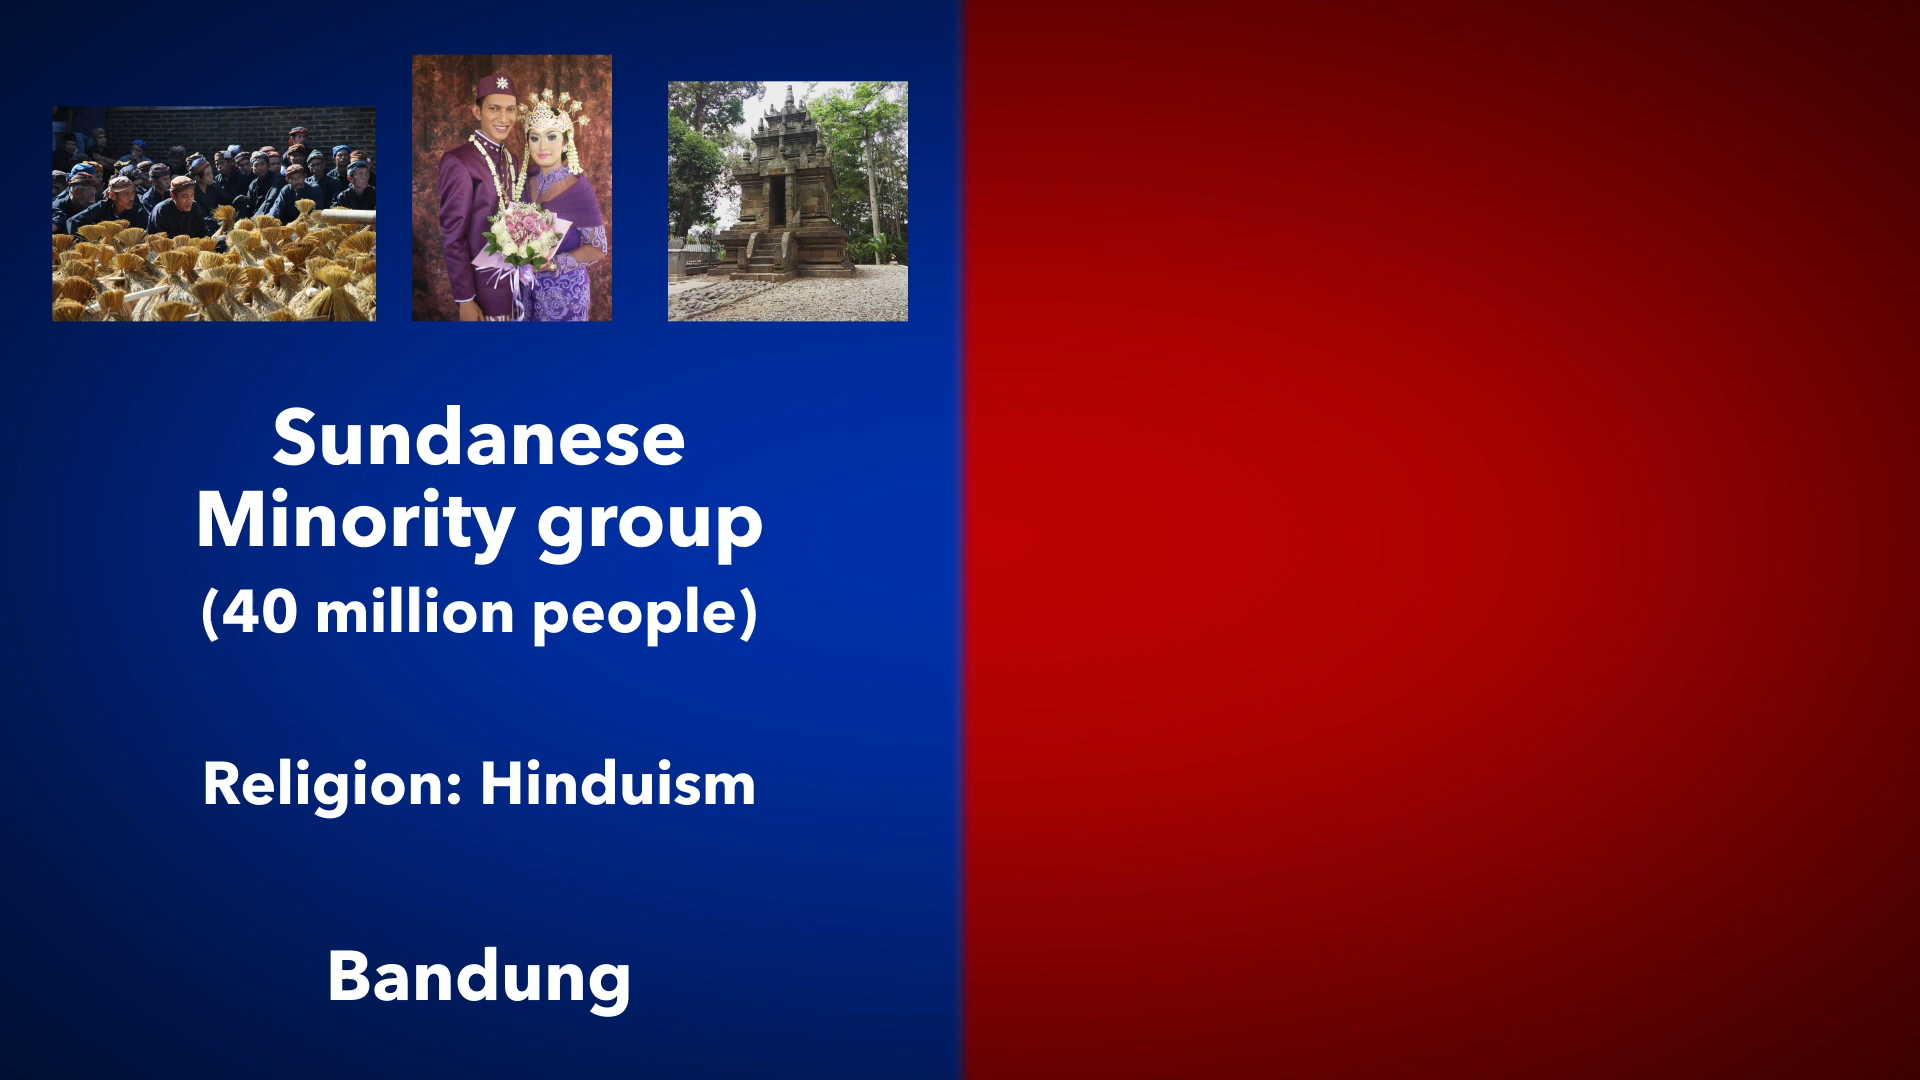 Sundanese
Minority group
(40 million people)
Religion: Hinduism
Bandung